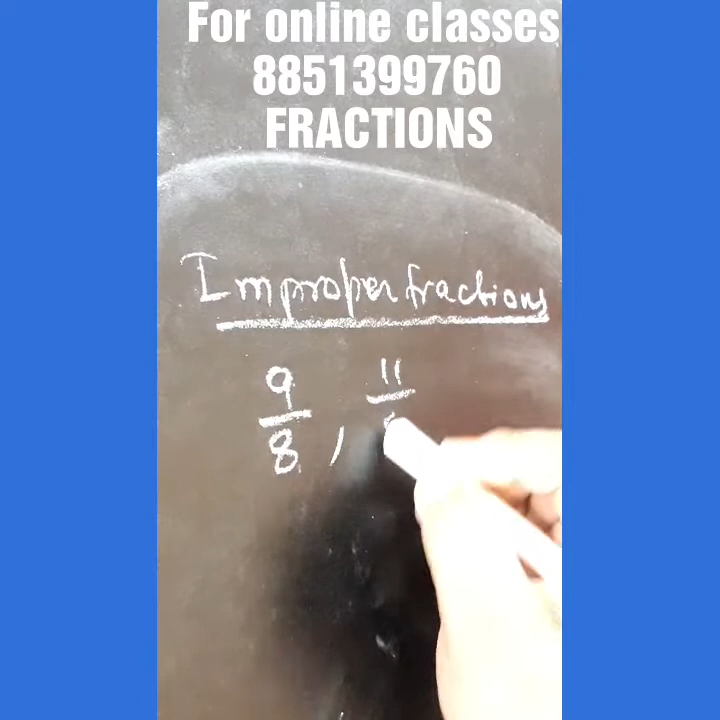 For online classes
8851399760
FRACTIONS
Improper fractions
9/8, 11/